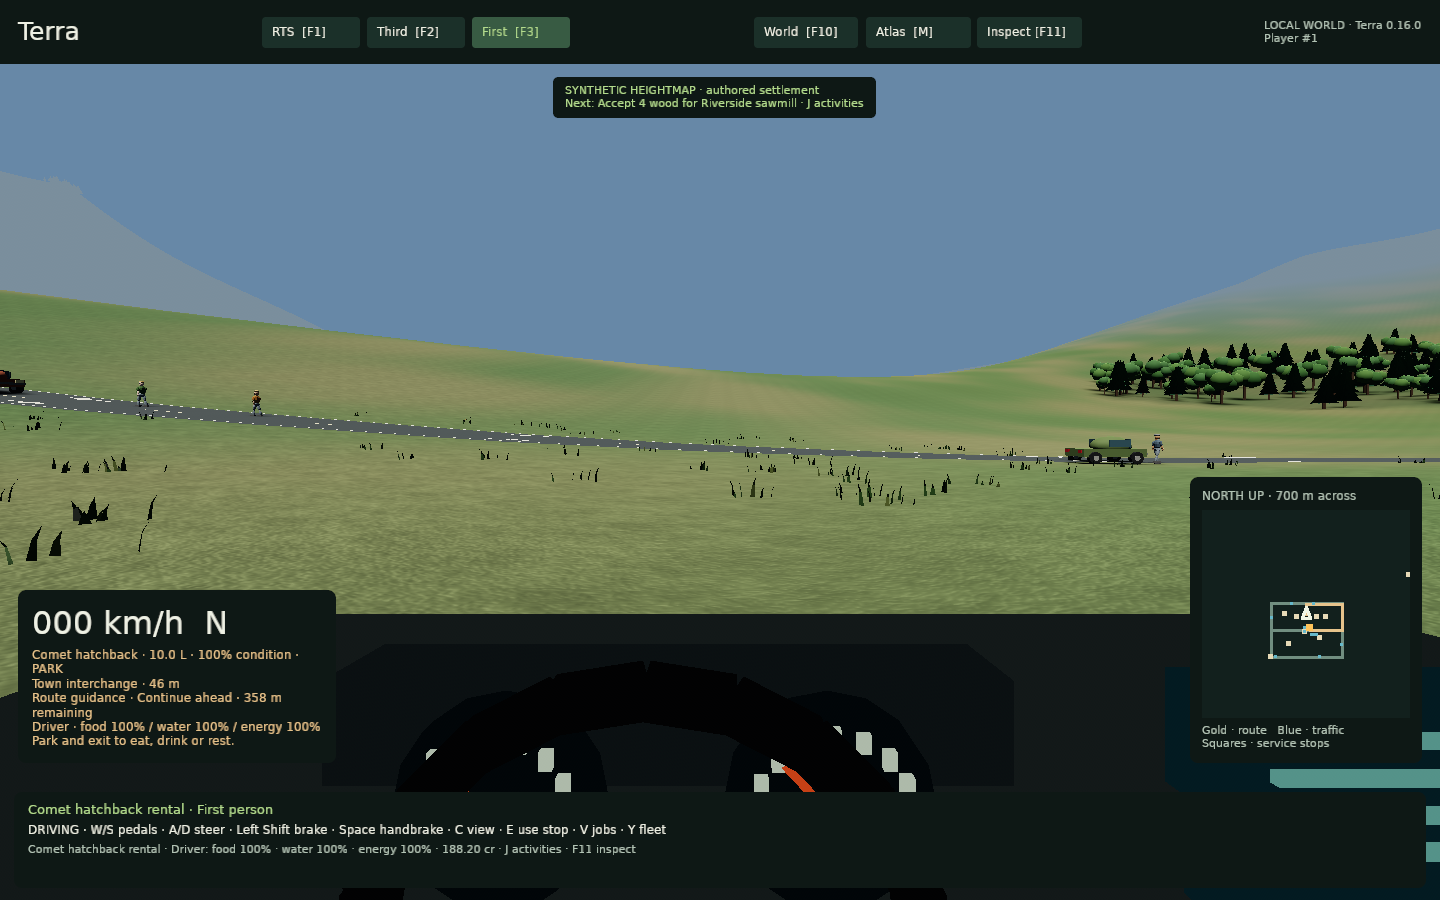 Terra
RTS [F1]
Third [F2]
First [F3]
World [F10]
Atlas [M]
Inspect [F11]
LOCAL WORLD · Terra 0.16.0
Player #1
SYNTHETIC HEIGHTMAP · authored settlement
Next: Accept 4 wood for Riverside sawmill · J activities
NORTH UP · 700 m across
000 km/h N
Comet hatchback · 10.0 L · 100% condition ·
PARK
Town interchange · 46 m
Route guidance · Continue ahead · 358 m
remaining
Driver · food 100% / water 100% / energy 100%
Park and exit to eat, drink or rest.
Gold · route Blue · traffic
Squares · service stops
Comet hatchback rental · First person
DRIVING · W/S pedals · A/D steer · Left Shift brake · Space handbrake · C view · E use stop · V jobs · Y fleet
Comet hatchback rental · Driver: food 100% · water 100% · energy 100% · 188.20 cr · J activities · F11 inspect